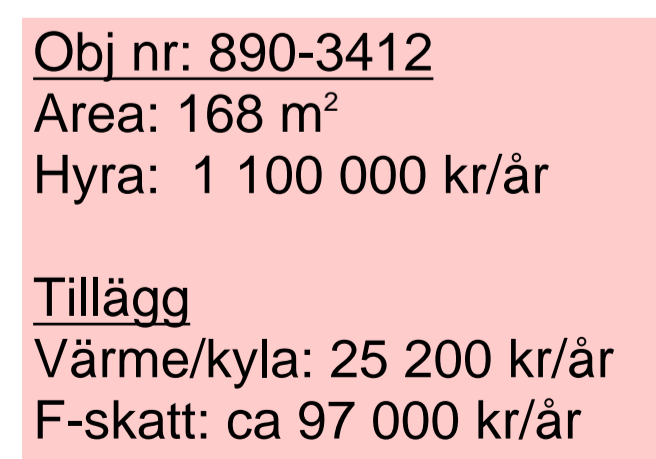 Obj nr: 890-3412
Area: 168 m²
Hyra:  1 100 000 kr/år
Tillägg
Värme/kyla: 25 200 kr/år
F-skatt: ca 97 000 kr/år